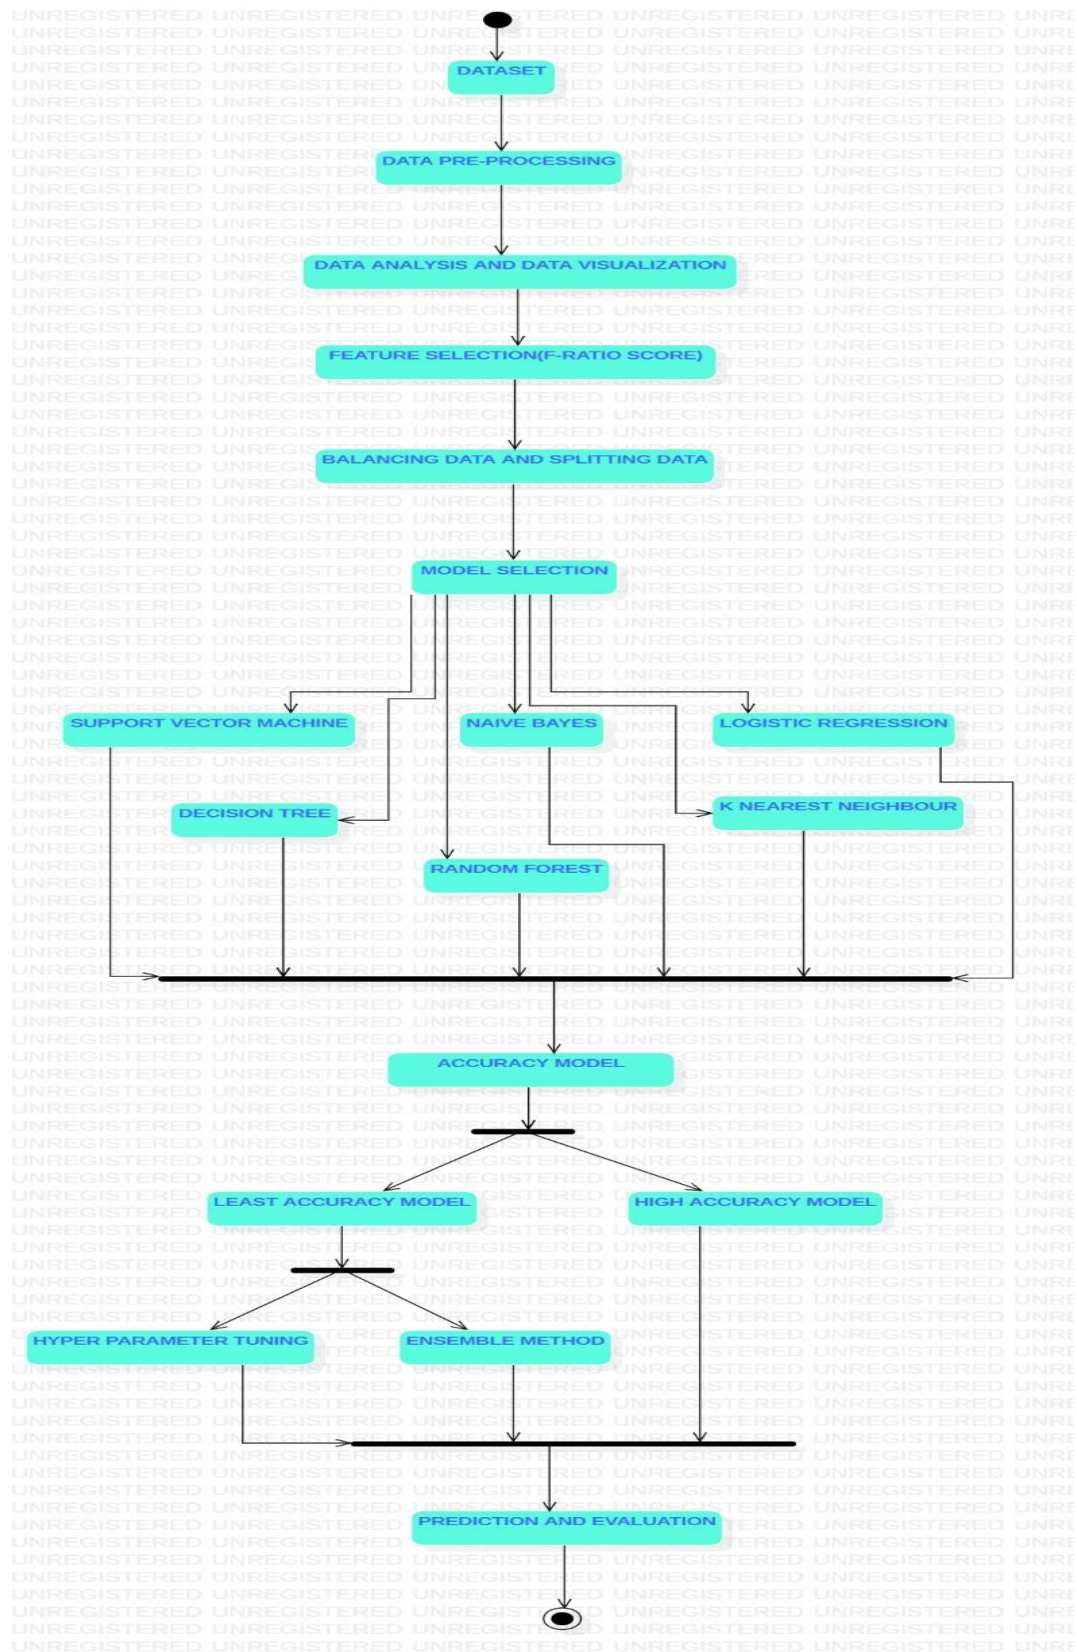 DATASET
DATA PRE-PROCESSING
DATA ANALYSIS AND DATA VISUALIZATION
FEATURE SELECTION(F-RATIO SCORE)
BALANCING DATA AND SPLITTING DATA
MODEL SELECTION
SUPPORT VECTOR MACHINE
NAIVE BAYES
LOGISTIC REGRESSION
DECISION TREE
K NEAREST NEIGHBOUR
RANDOM FOREST
ACCURACY MODEL
LEAST ACCURACY MODEL
HIGH ACCURACY MODEL
HYPER PARAMETER TUNING
ENSEMBLE METHOD
PREDICTION AND EVALUATION
UNREGISTERED